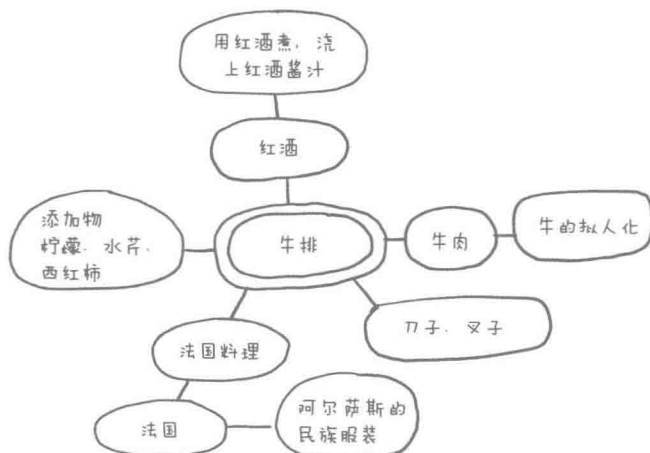 用红酒煮、浇
上红酒酱汁
红酒
添加物
柠檬、水芹、
西红柿
牛排
牛肉
牛的拟人化
刀子、叉子
法国料理
法国
阿尔萨斯的
民族服装